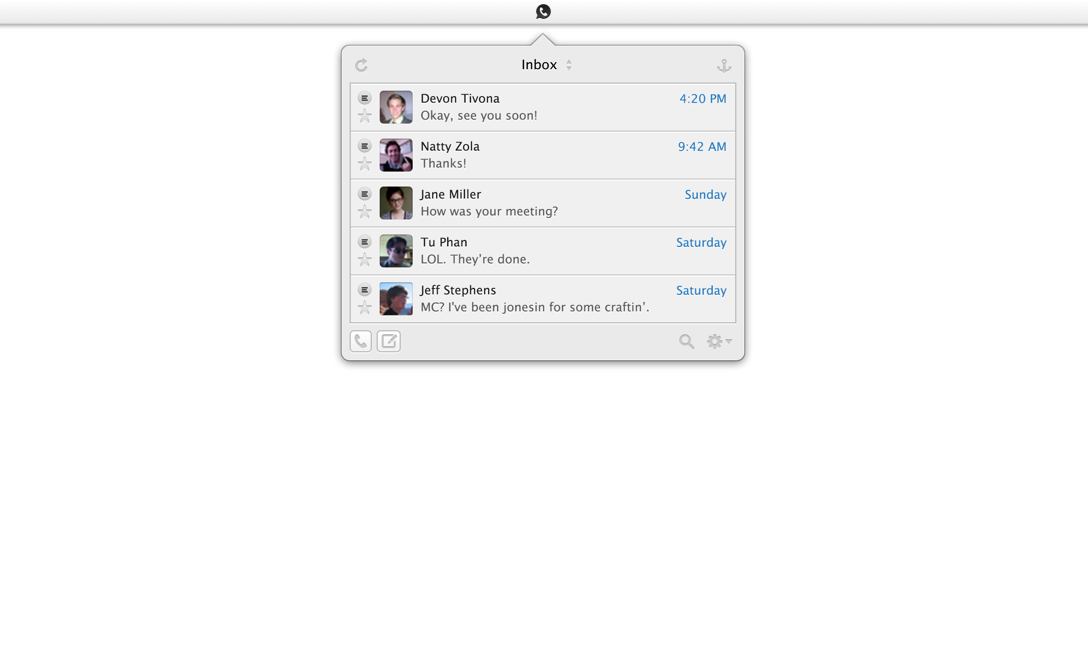 Inbox
Devon Tivona 4:20 PM
Okay, see you soon!
Natty Zola 9:42 AM
Thanks!
Jane Miller Sunday
How was your meeting?
Tu Phan Saturday
LOL. They're done.
Jeff Stephens Saturday
MC? I've been jonesin for some craftin'.